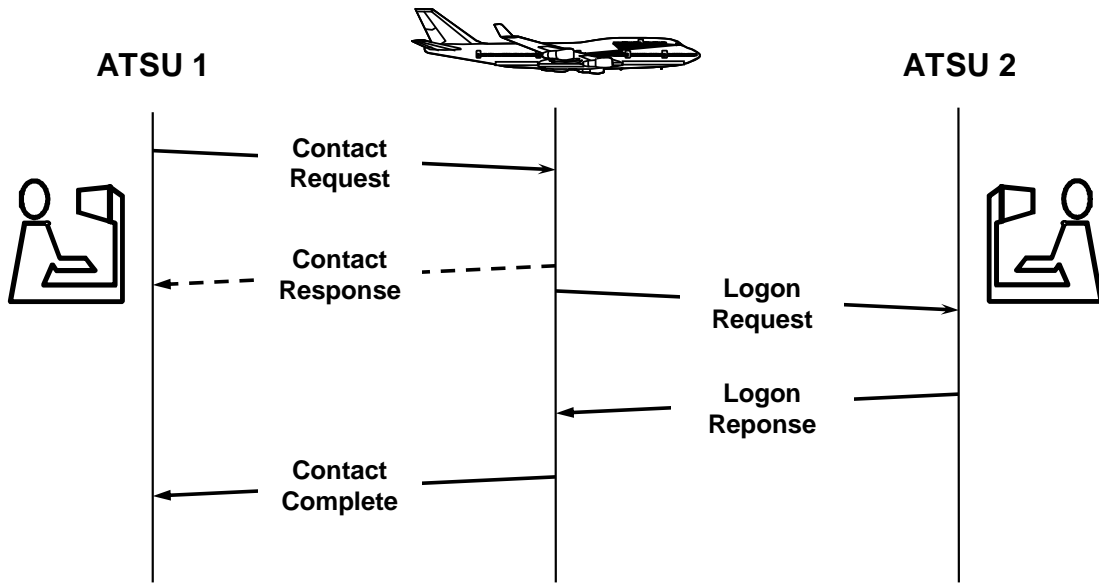 ATSU 1
ATSU 2
Contact
Request
Contact
Response
Logon
Request
Logon
Reponse
Contact
Complete